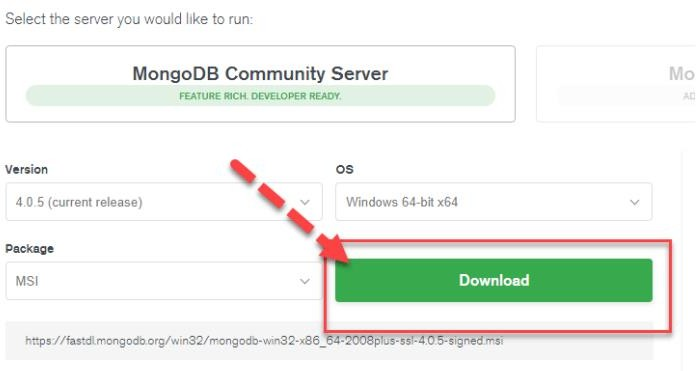 Select the server you would like to run:
MongoDB Community Server
FEATURE RICH. DEVELOPER READY.
Mo
AD
Version
4.0.5 (current release)
OS
Windows 64-bit x64
Package
MSI
Download
https://fastdl.mongodb.org/win32/mongodb-win32-x86_64-2008plus-ssl-4.0.5-signed.msi